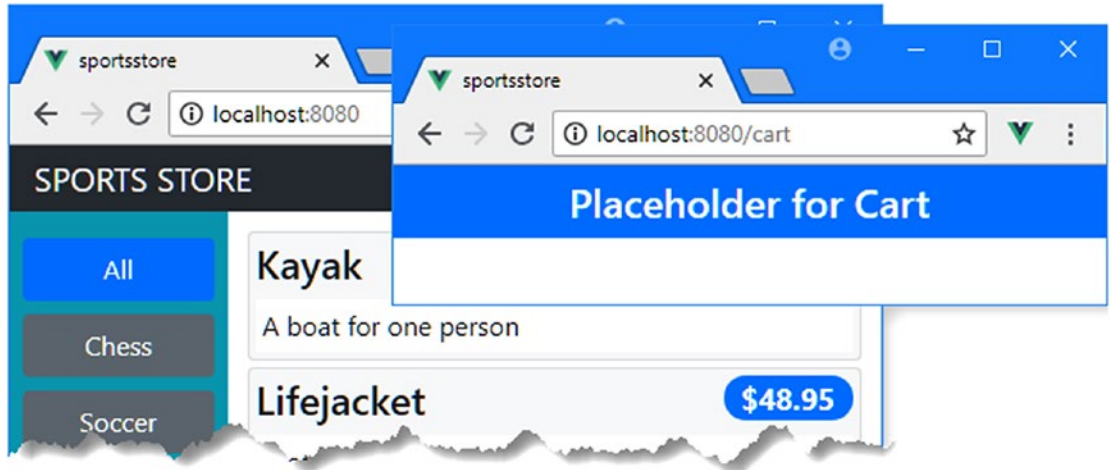 sportsstore
localhost:8080
SPORTS STORE
All
Chess
Soccer
Kayak
A boat for one person
Lifejacket
$48.95
sportsstore
localhost:8080/cart
Placeholder for Cart